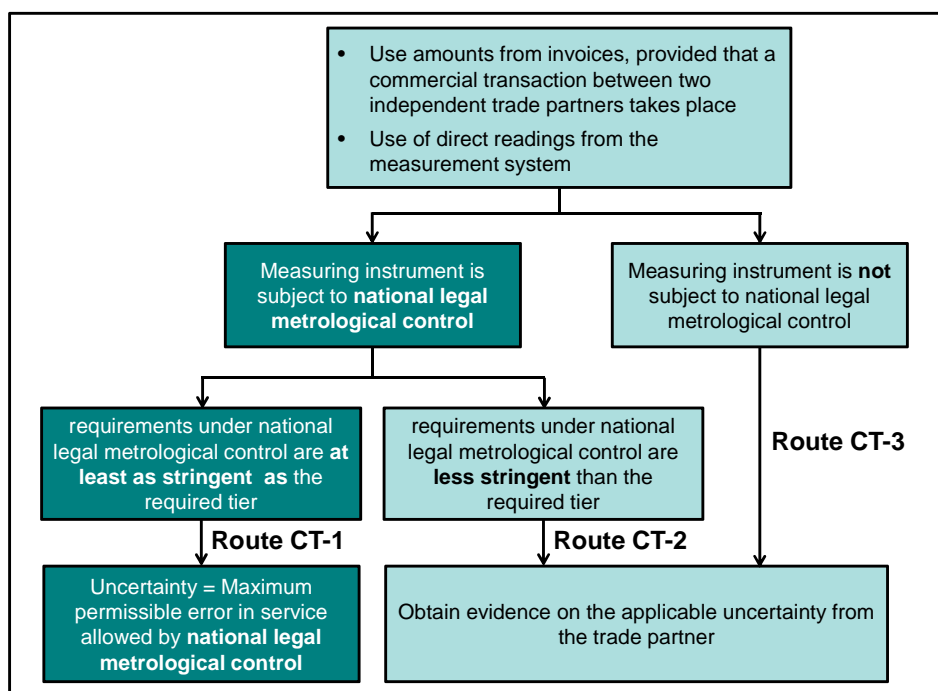 • Use amounts from invoices, provided that a
commercial transaction between two
independent trade partners takes place
• Use of direct readings from the
measurement system
Measuring instrument is
subject to national legal
metrological control
Measuring instrument is not
subject to national legal
metrological control
requirements under national
legal metrological control are at
least as stringent as the
required tier
requirements under national
legal metrological control are
less stringent than the
required tier
Route CT-3
Route CT-1
Route CT-2
Uncertainty = Maximum
permissible error in service
allowed by national legal
metrological control
Obtain evidence on the applicable uncertainty from
the trade partner